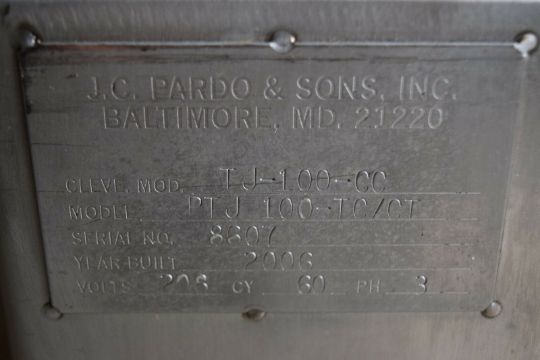 J.C. PARDO & SONS, INC.
BALTIMORE, MD. 21220
CLEVE. MOD. TJ-100-CC
MODEL. PTJ 100-TC/CT
SERIAL NO. 8607
YEAR BUILT 2006
VOLTS 208 CY 60 PH 3